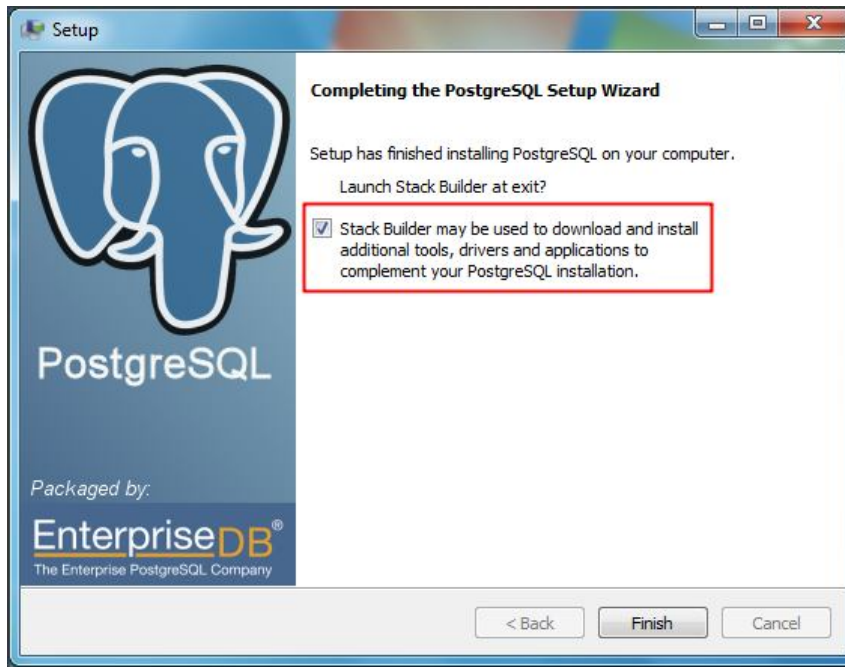 Setup
Completing the PostgreSQL Setup Wizard
Setup has finished installing PostgreSQL on your computer.
Launch Stack Builder at exit?
Stack Builder may be used to download and install
additional tools, drivers and applications to
complement your PostgreSQL installation.
PostgreSQL
Packaged by:
EnterpriseDB®
The Enterprise PostgreSQL Company
< Back
Finish
Cancel